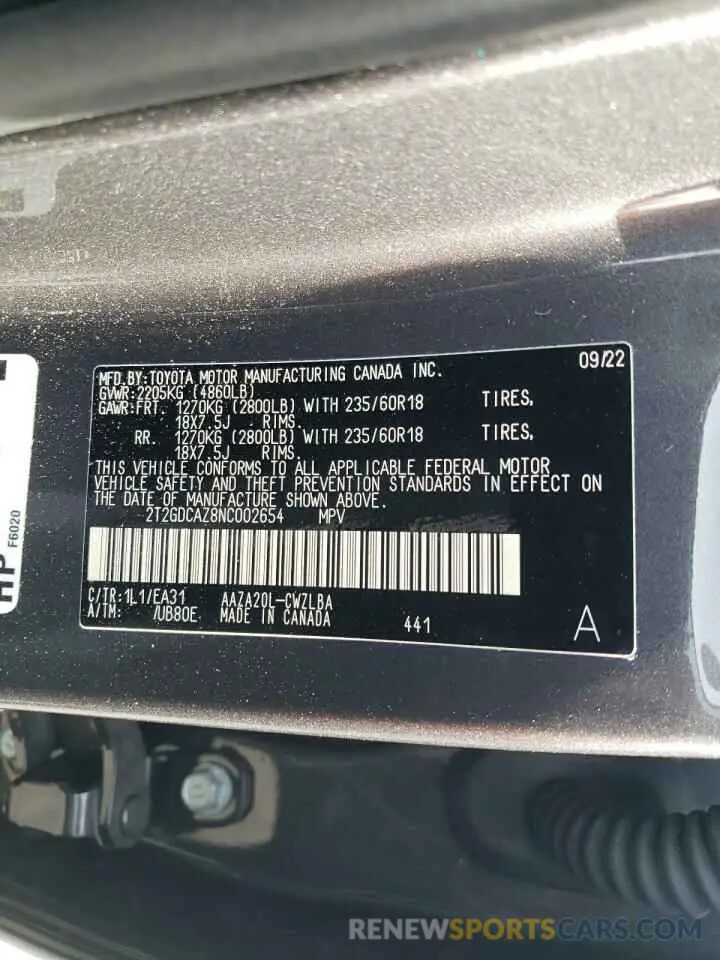 09/22
MFD.BY:TOYOTA MOTOR MANUFACTURING CANADA INC.
GVWR:2205KG (4860LB)
GAWR:FRT. 1270KG (2800LB) WITH 235/60R18 TIRES,
18X7.5J RIMS.
RR. 1270KG (2800LB) WITH 235/60R18 TIRES,
18X7.5J RIMS.
THIS VEHICLE CONFORMS TO ALL APPLICABLE FEDERAL MOTOR
VEHICLE SAFETY AND THEFT PREVENTION STANDARDS IN EFFECT ON
THE DATE OF MANUFACTURE SHOWN ABOVE.
2T2GDCAZ8NC002654 MPV
C/TR:1L1/EA31 AAZA20L-CWZLBA
A/TM: /UB80E MADE IN CANADA
441
A
HP
F6020
RENEWSPORTSCARS.COM